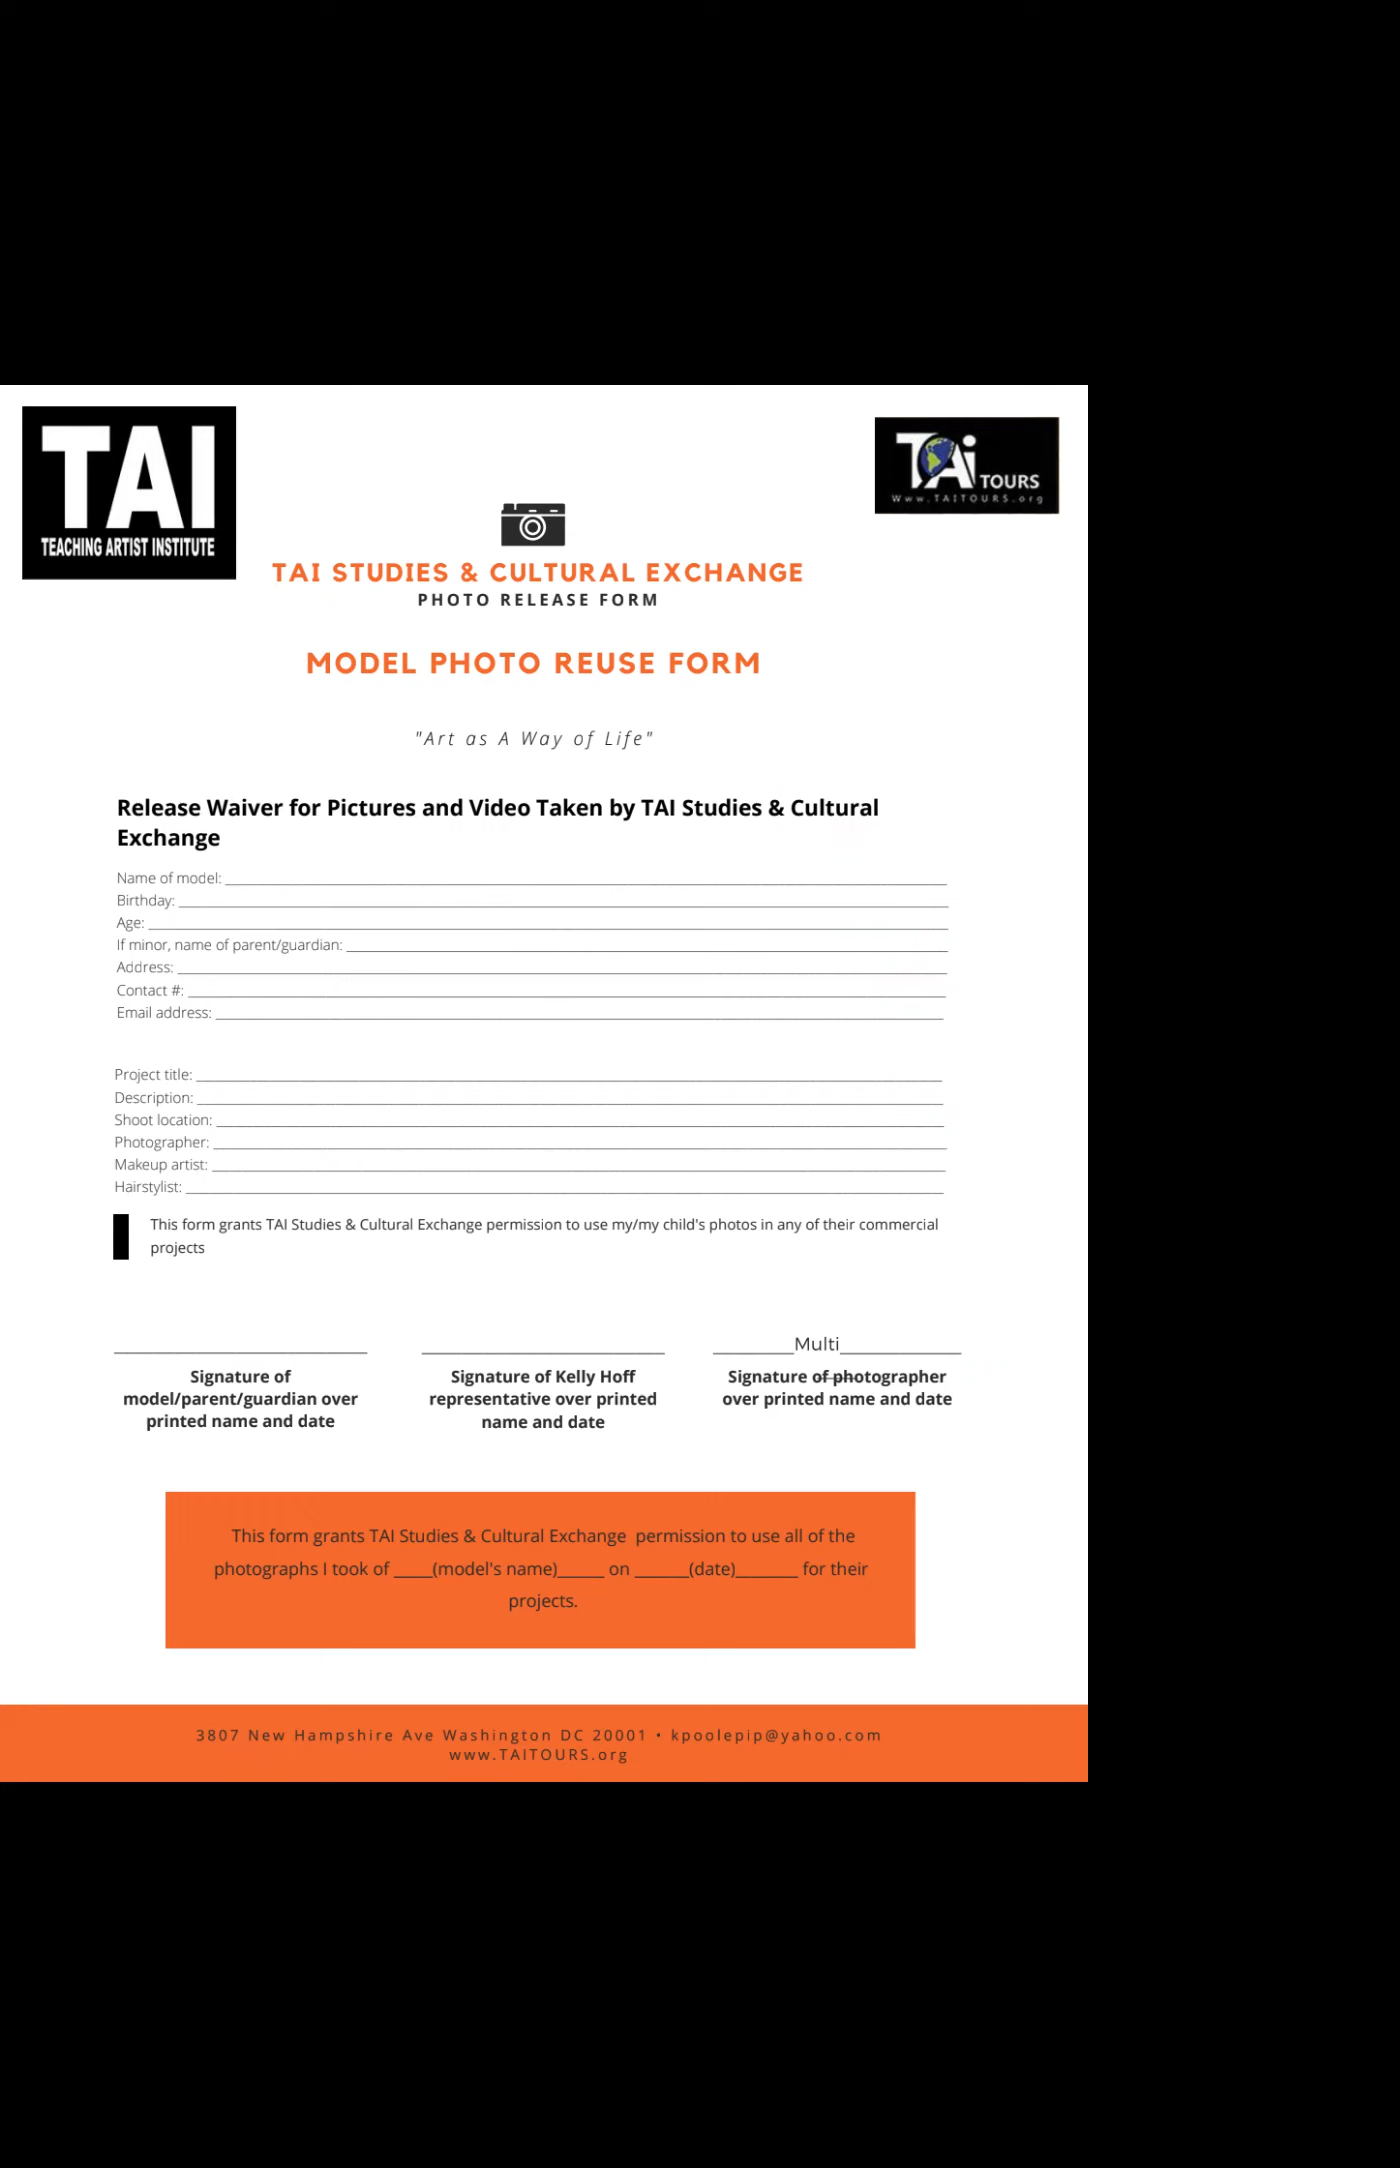 TAI
TEACHING ARTIST INSTITUTE
TAi TOURS
Www.TAITOURS.org
TAI STUDIES & CULTURAL EXCHANGE
PHOTO RELEASE FORM
MODEL PHOTO REUSE FORM
"Art as A Way of Life"
Release Waiver for Pictures and Video Taken by TAI Studies & Cultural
Exchange
Name of model:
Birthday:
Age:
If minor, name of parent/guardian:
Address:
Contact #:
Email address:
Project title:
Description:
Shoot location:
Photographer:
Makeup artist:
Hairstylist:
This form grants TAI Studies & Cultural Exchange permission to use my/my child's photos in any of their commercial
projects
Signature of
model/parent/guardian over
printed name and date
Signature of Kelly Hoff
representative over printed
name and date
Multi
Signature of photographer
over printed name and date
This form grants TAI Studies & Cultural Exchange permission to use all of the
photographs I took of ____(model's name)_____ on ______(date)_______ for their
projects.
3807 New Hampshire Ave Washington DC 20001 • kpoolepip@yahoo.com
www.TAITOURS.org